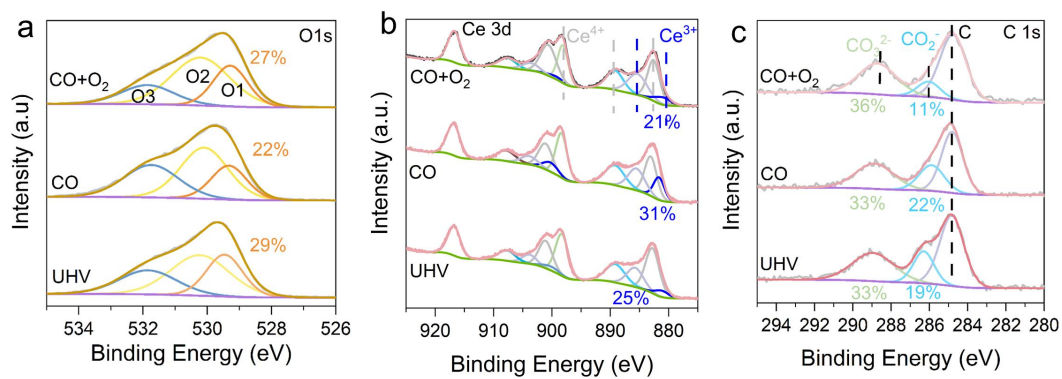 a
O1s
27%
CO+O₂
O3
O2
O1
22%
CO
29%
UHV
Intensity (a.u.)
534 532 530 528 526
Binding Energy (eV)
b
Ce 3d
Ce⁴⁺
Ce³⁺
CO+O₂
21%
CO
31%
UHV
25%
Intensity (a.u.)
920 910 900 890 880
Binding Energy (eV)
c
CO₂²⁻
CO₂⁻
C
C 1s
CO+O₂
36%
11%
CO
33%
22%
UHV
33%
19%
Intensity (a.u.)
294 292 290 288 286 284 282 280
Binding Energy (eV)